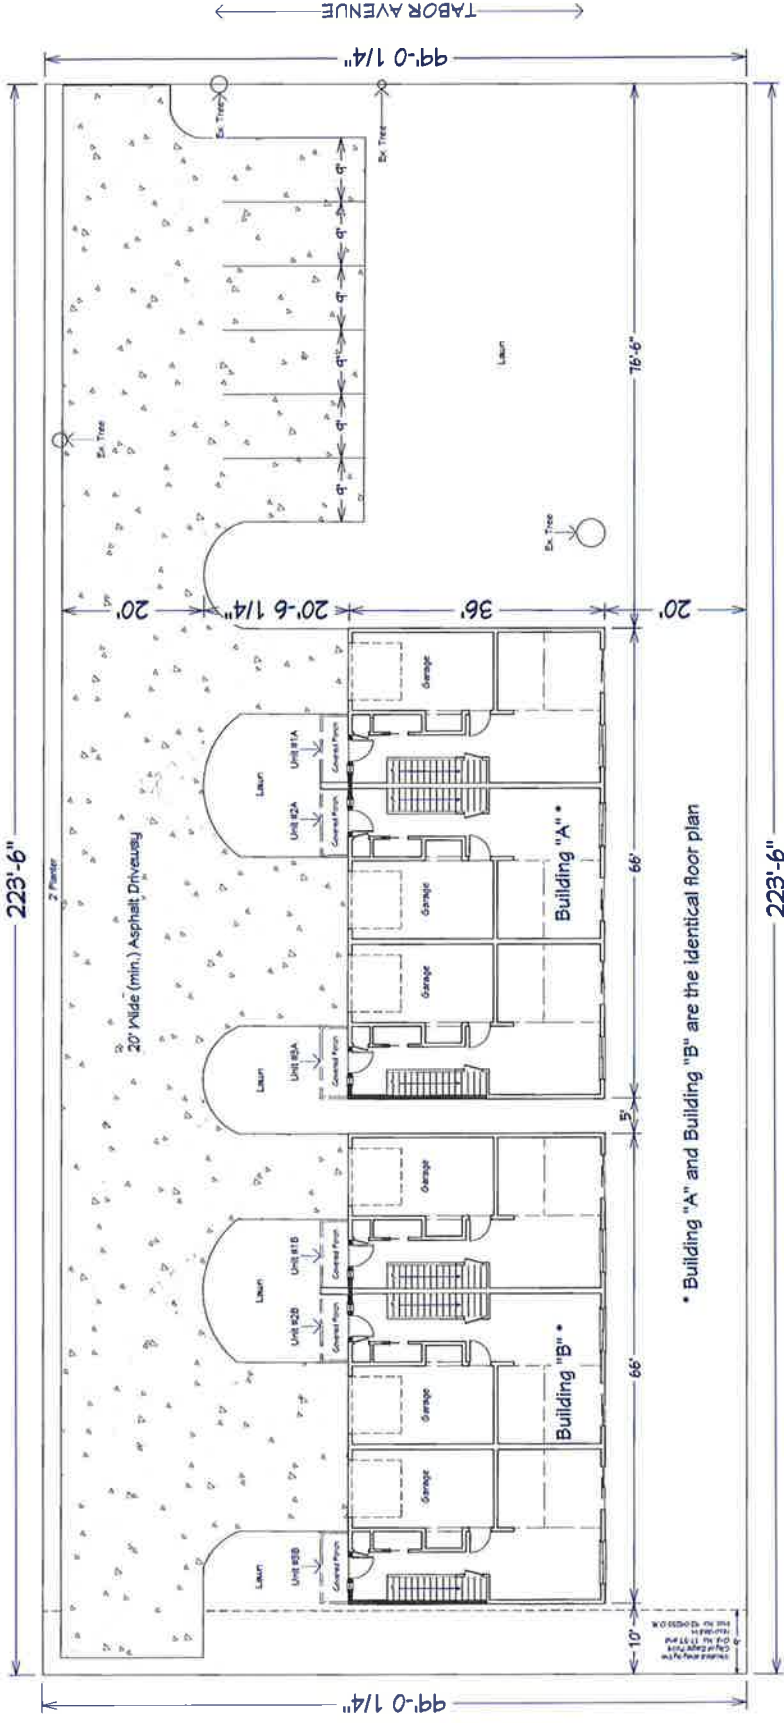 TABOR AVENUE
99'-0 1/4"
223'-6"
223'-6"
99'-0 1/4"
2' Planter
20' Wide (min.) Asphalt Driveway
Ex. Tree
Ex. Tree
Ex. Tree
Ex. Tree
9'
9'
9'
9'
9'
9'
Lawn
76'-6"
20'
20'-6 1/4"
36'
20'
Lawn
Unit #1A
Unit #2A
Covered Porch
Covered Porch
Garage
Garage
Building "A" *
66'
Lawn
Unit #3A
Covered Porch
Garage
5'
Lawn
Unit #1B
Unit #2B
Covered Porch
Covered Porch
Garage
Garage
Building "B" *
66'
Lawn
Unit #3B
Covered Porch
Garage
10'
9'
* Building "A" and Building "B" are the identical floor plan